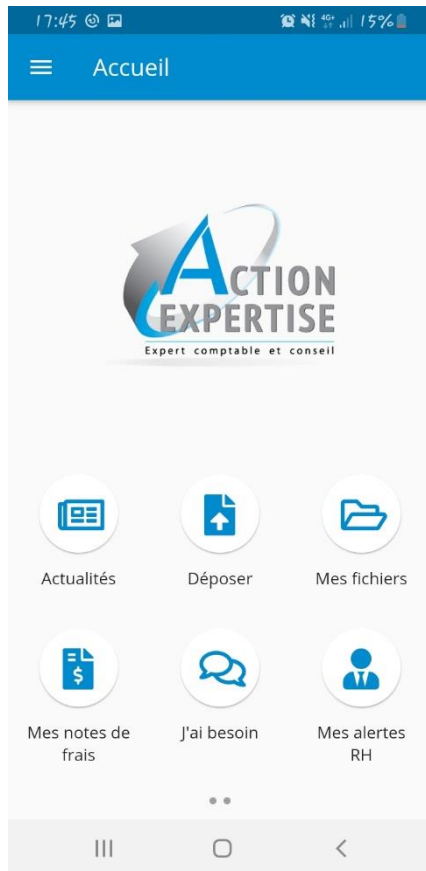 17:45 4G+ 15%
Accueil
ACTION
EXPERTISE
Expert comptable et conseil
Actualités Déposer Mes fichiers
Mes notes de frais J'ai besoin Mes alertes RH